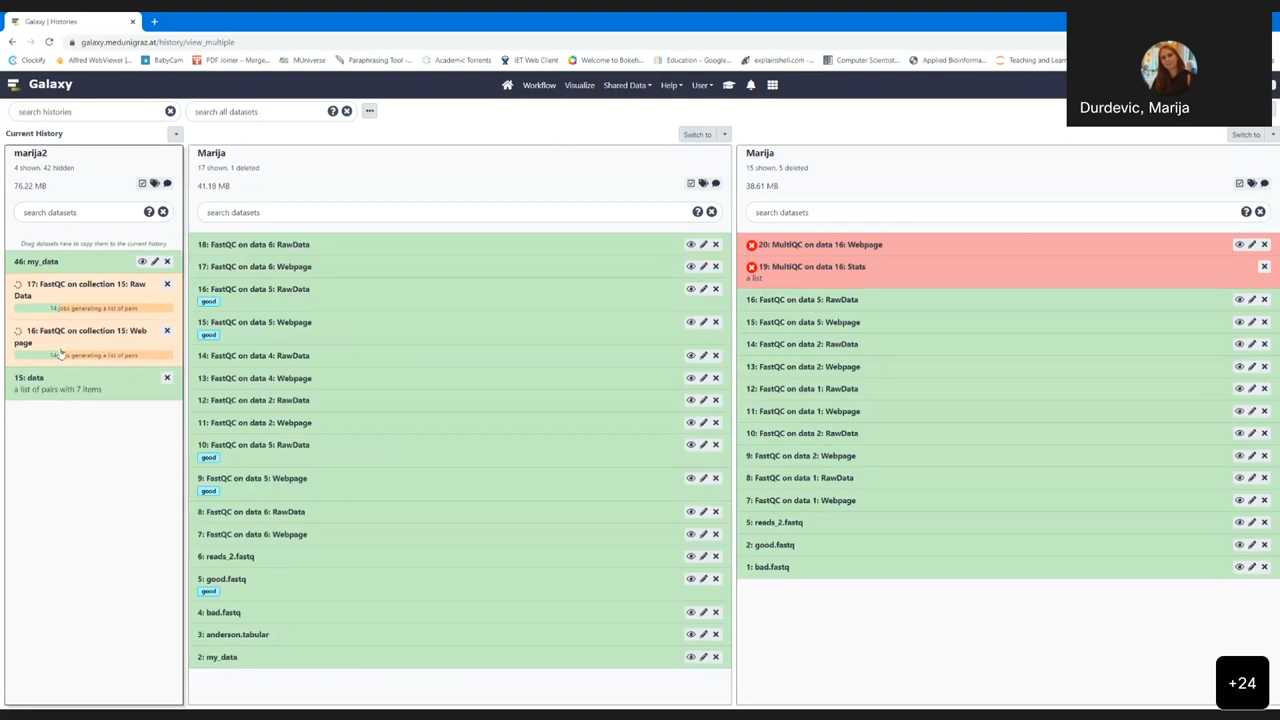 Galaxy | Histories
galaxy.medunigraz.at/history/view_multiple
Clockify
Alfred WebViewer |...
BabyCam
PDF Joiner – Merge...
MUniverse
Paraphrasing Tool -...
Academic Torrents
iET Web Client
Welcome to Bokeh...
Education – Google...
explainshell.com -...
Computer Scientist...
Applied Bioinforma...
Teaching and Lear
Durdevic, Marija
Galaxy
Workflow
Visualize
Shared Data
Help
User
search histories
search all datasets
Current History
marija2
4 shown, 42 hidden
76.22 MB
search datasets
Drag datasets here to copy them to the current history
46: my_data
17: FastQC on collection 15: Raw
Data
14 jobs generating a list of pairs
16: FastQC on collection 15: Web
page
generating a list of pairs
15: data
a list of pairs with 7 items
Switch to
Marija
17 shown, 1 deleted
41.18 MB
search datasets
18: FastQC on data 6: RawData
17: FastQC on data 6: Webpage
16: FastQC on data 5: RawData
good
15: FastQC on data 5: Webpage
good
14: FastQC on data 4: RawData
13: FastQC on data 4: Webpage
12: FastQC on data 2: RawData
11: FastQC on data 2: Webpage
10: FastQC on data 5: RawData
good
9: FastQC on data 5: Webpage
good
8: FastQC on data 6: RawData
7: FastQC on data 6: Webpage
6: reads_2.fastq
5: good.fastq
good
4: bad.fastq
3: anderson.tabular
2: my_data
Switch to
Marija
15 shown, 5 deleted
38.61 MB
search datasets
20: MultiQC on data 16: Webpage
19: MultiQC on data 16: Stats
a list
16: FastQC on data 5: RawData
15: FastQC on data 5: Webpage
14: FastQC on data 2: RawData
13: FastQC on data 2: Webpage
12: FastQC on data 1: RawData
11: FastQC on data 1: Webpage
10: FastQC on data 2: RawData
9: FastQC on data 2: Webpage
8: FastQC on data 1: RawData
7: FastQC on data 1: Webpage
5: reads_2.fastq
2: good.fastq
1: bad.fastq
+24